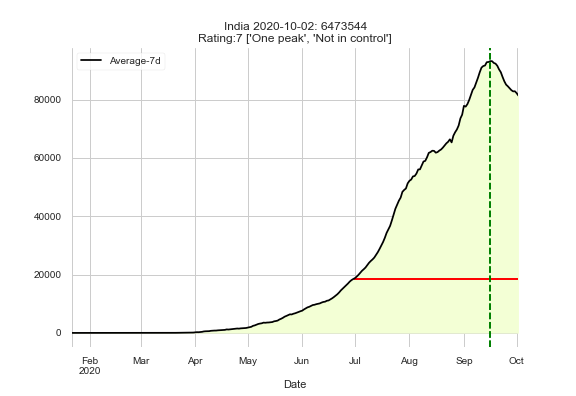 India 2020-10-02: 6473544
Rating:7 ['One peak', 'Not in control']
Average-7d
80000
60000
40000
20000
0
Feb Mar Apr May Jun Jul Aug Sep Oct
2020
Date